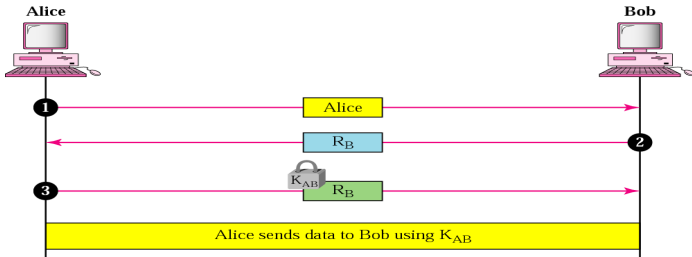 Alice Bob
1 Alice
R_B 2
K_AB
3 R_B
Alice sends data to Bob using K_AB